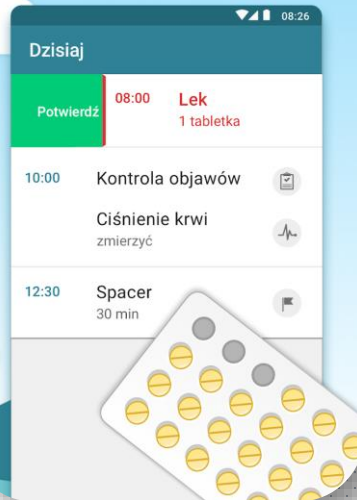 08:26
Dzisiaj
Potwierdź
08:00 Lek
1 tabletka
10:00 Kontrola objawów
Ciśnienie krwi
zmierzyć
12:30 Spacer
30 min